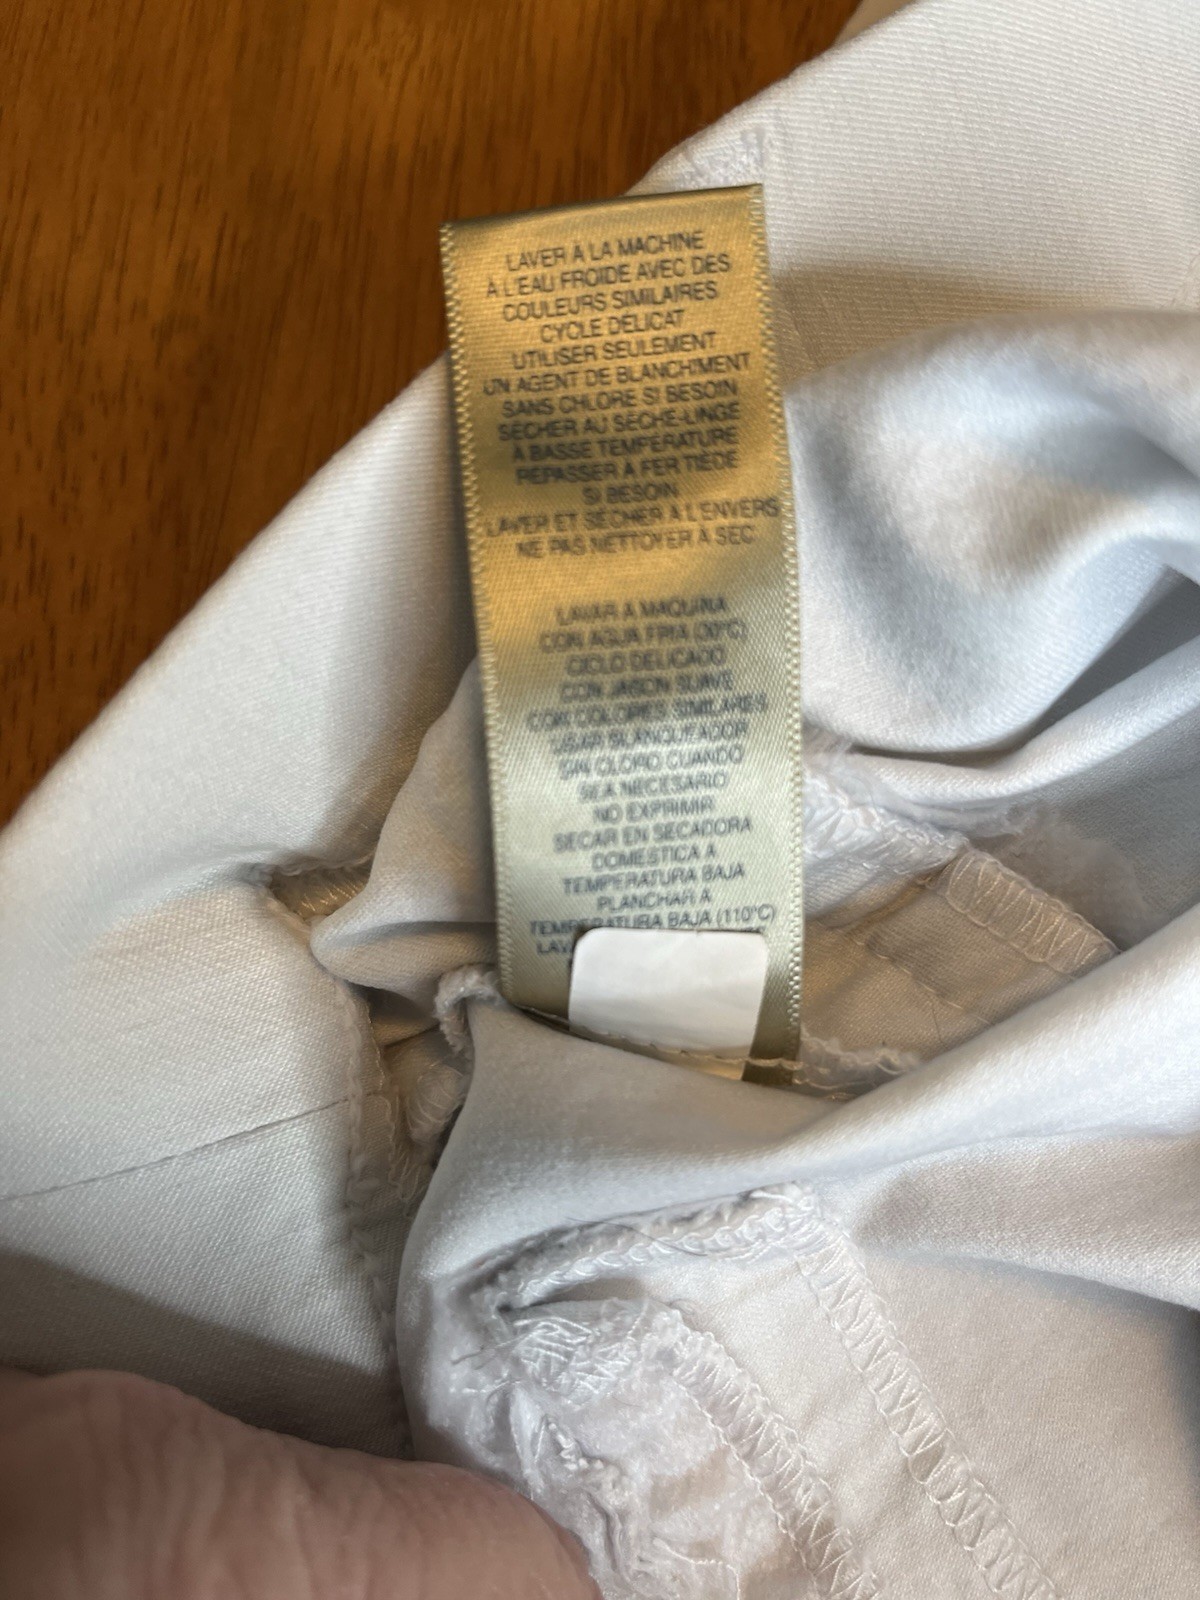 LAVER À LA MACHINE
À L'EAU FROIDE AVEC DES
COULEURS SIMILAIRES
CYCLE DÉLICAT
UTILISER SEULEMENT
UN AGENT DE BLANCHIMENT
SANS CHLORE SI BESOIN
SÉCHER AU SÈCHE-LINGE
À BASSE TEMPÉRATURE
REPASSER À FER TIÈDE
SI BESOIN
LAVER ET SÉCHER À L'ENVERS
NE PAS NETTOYER À SEC
LAVAR A MAQUINA
CON AGUA FRIA (30°C)
CICLO DELICADO
CON JABON SUAVE
CON COLORES SIMILARES
USAR BLANQUEADOR
SIN CLORO CUANDO
SEA NECESARIO
NO EXPRIMIR
SECAR EN SECADORA
DOMESTICA A
TEMPERATURA BAJA
PLANCHAR A
TEMPERATURA BAJA (110°C)